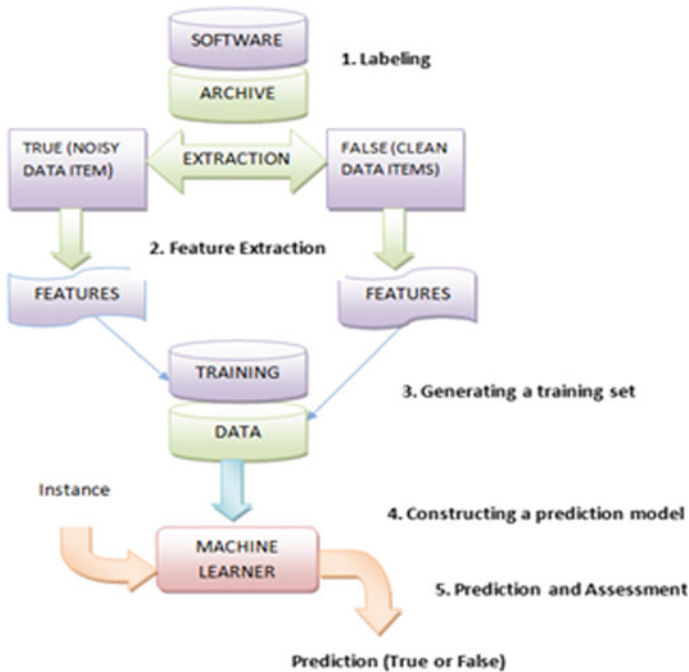 SOFTWARE
1. Labeling
ARCHIVE
TRUE (NOISY
DATA ITEM)
EXTRACTION
FALSE (CLEAN
DATA ITEMS)
2. Feature Extraction
FEATURES
FEATURES
TRAINING
3. Generating a training set
DATA
Instance
4. Constructing a prediction model
MACHINE
LEARNER
5. Prediction and Assessment
Prediction (True or False)